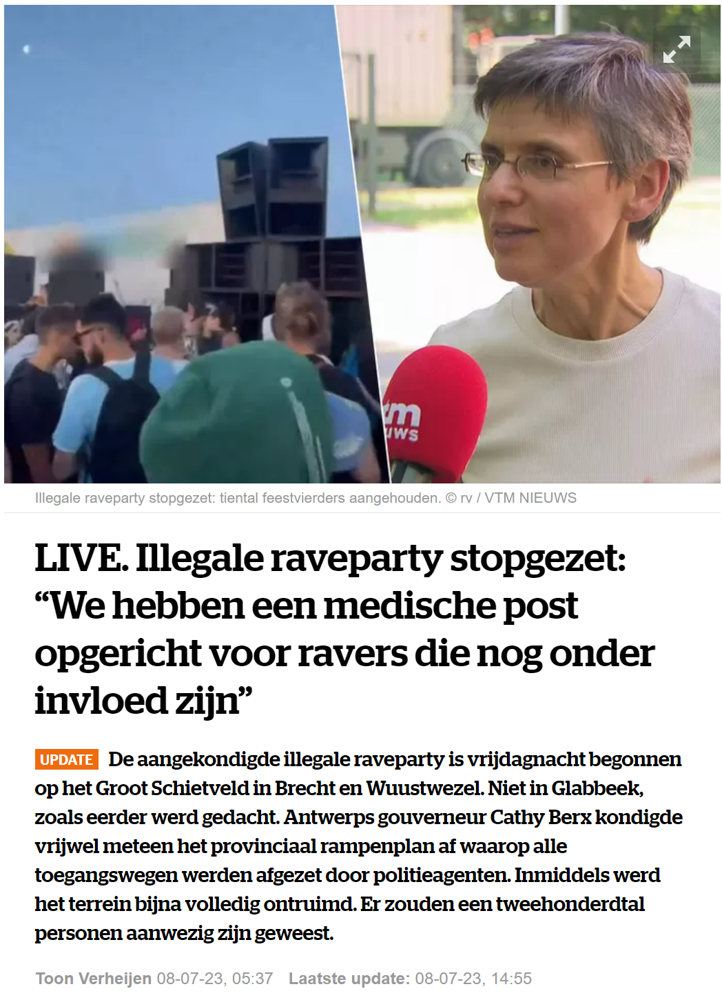 tm
uws
Illegale raveparty stopgezet: tiental feestvierders aangehouden. © rv / VTM NIEUWS
LIVE. Illegale raveparty stopgezet:
“We hebben een medische post
opgericht voor ravers die nog onder
invloed zijn”
UPDATE De aangekondigde illegale raveparty is vrijdagnacht begonnen
op het Groot Schietveld in Brecht en Wuustwezel. Niet in Glabbeek,
zoals eerder werd gedacht. Antwerps gouverneur Cathy Berx kondigde
vrijwel meteen het provinciaal rampenplan af waarop alle
toegangswegen werden afgezet door politieagenten. Inmiddels werd
het terrein bijna volledig ontruimd. Er zouden een tweehonderdtal
personen aanwezig zijn geweest.
Toon Verheijen 08-07-23, 05:37 Laatste update: 08-07-23, 14:55